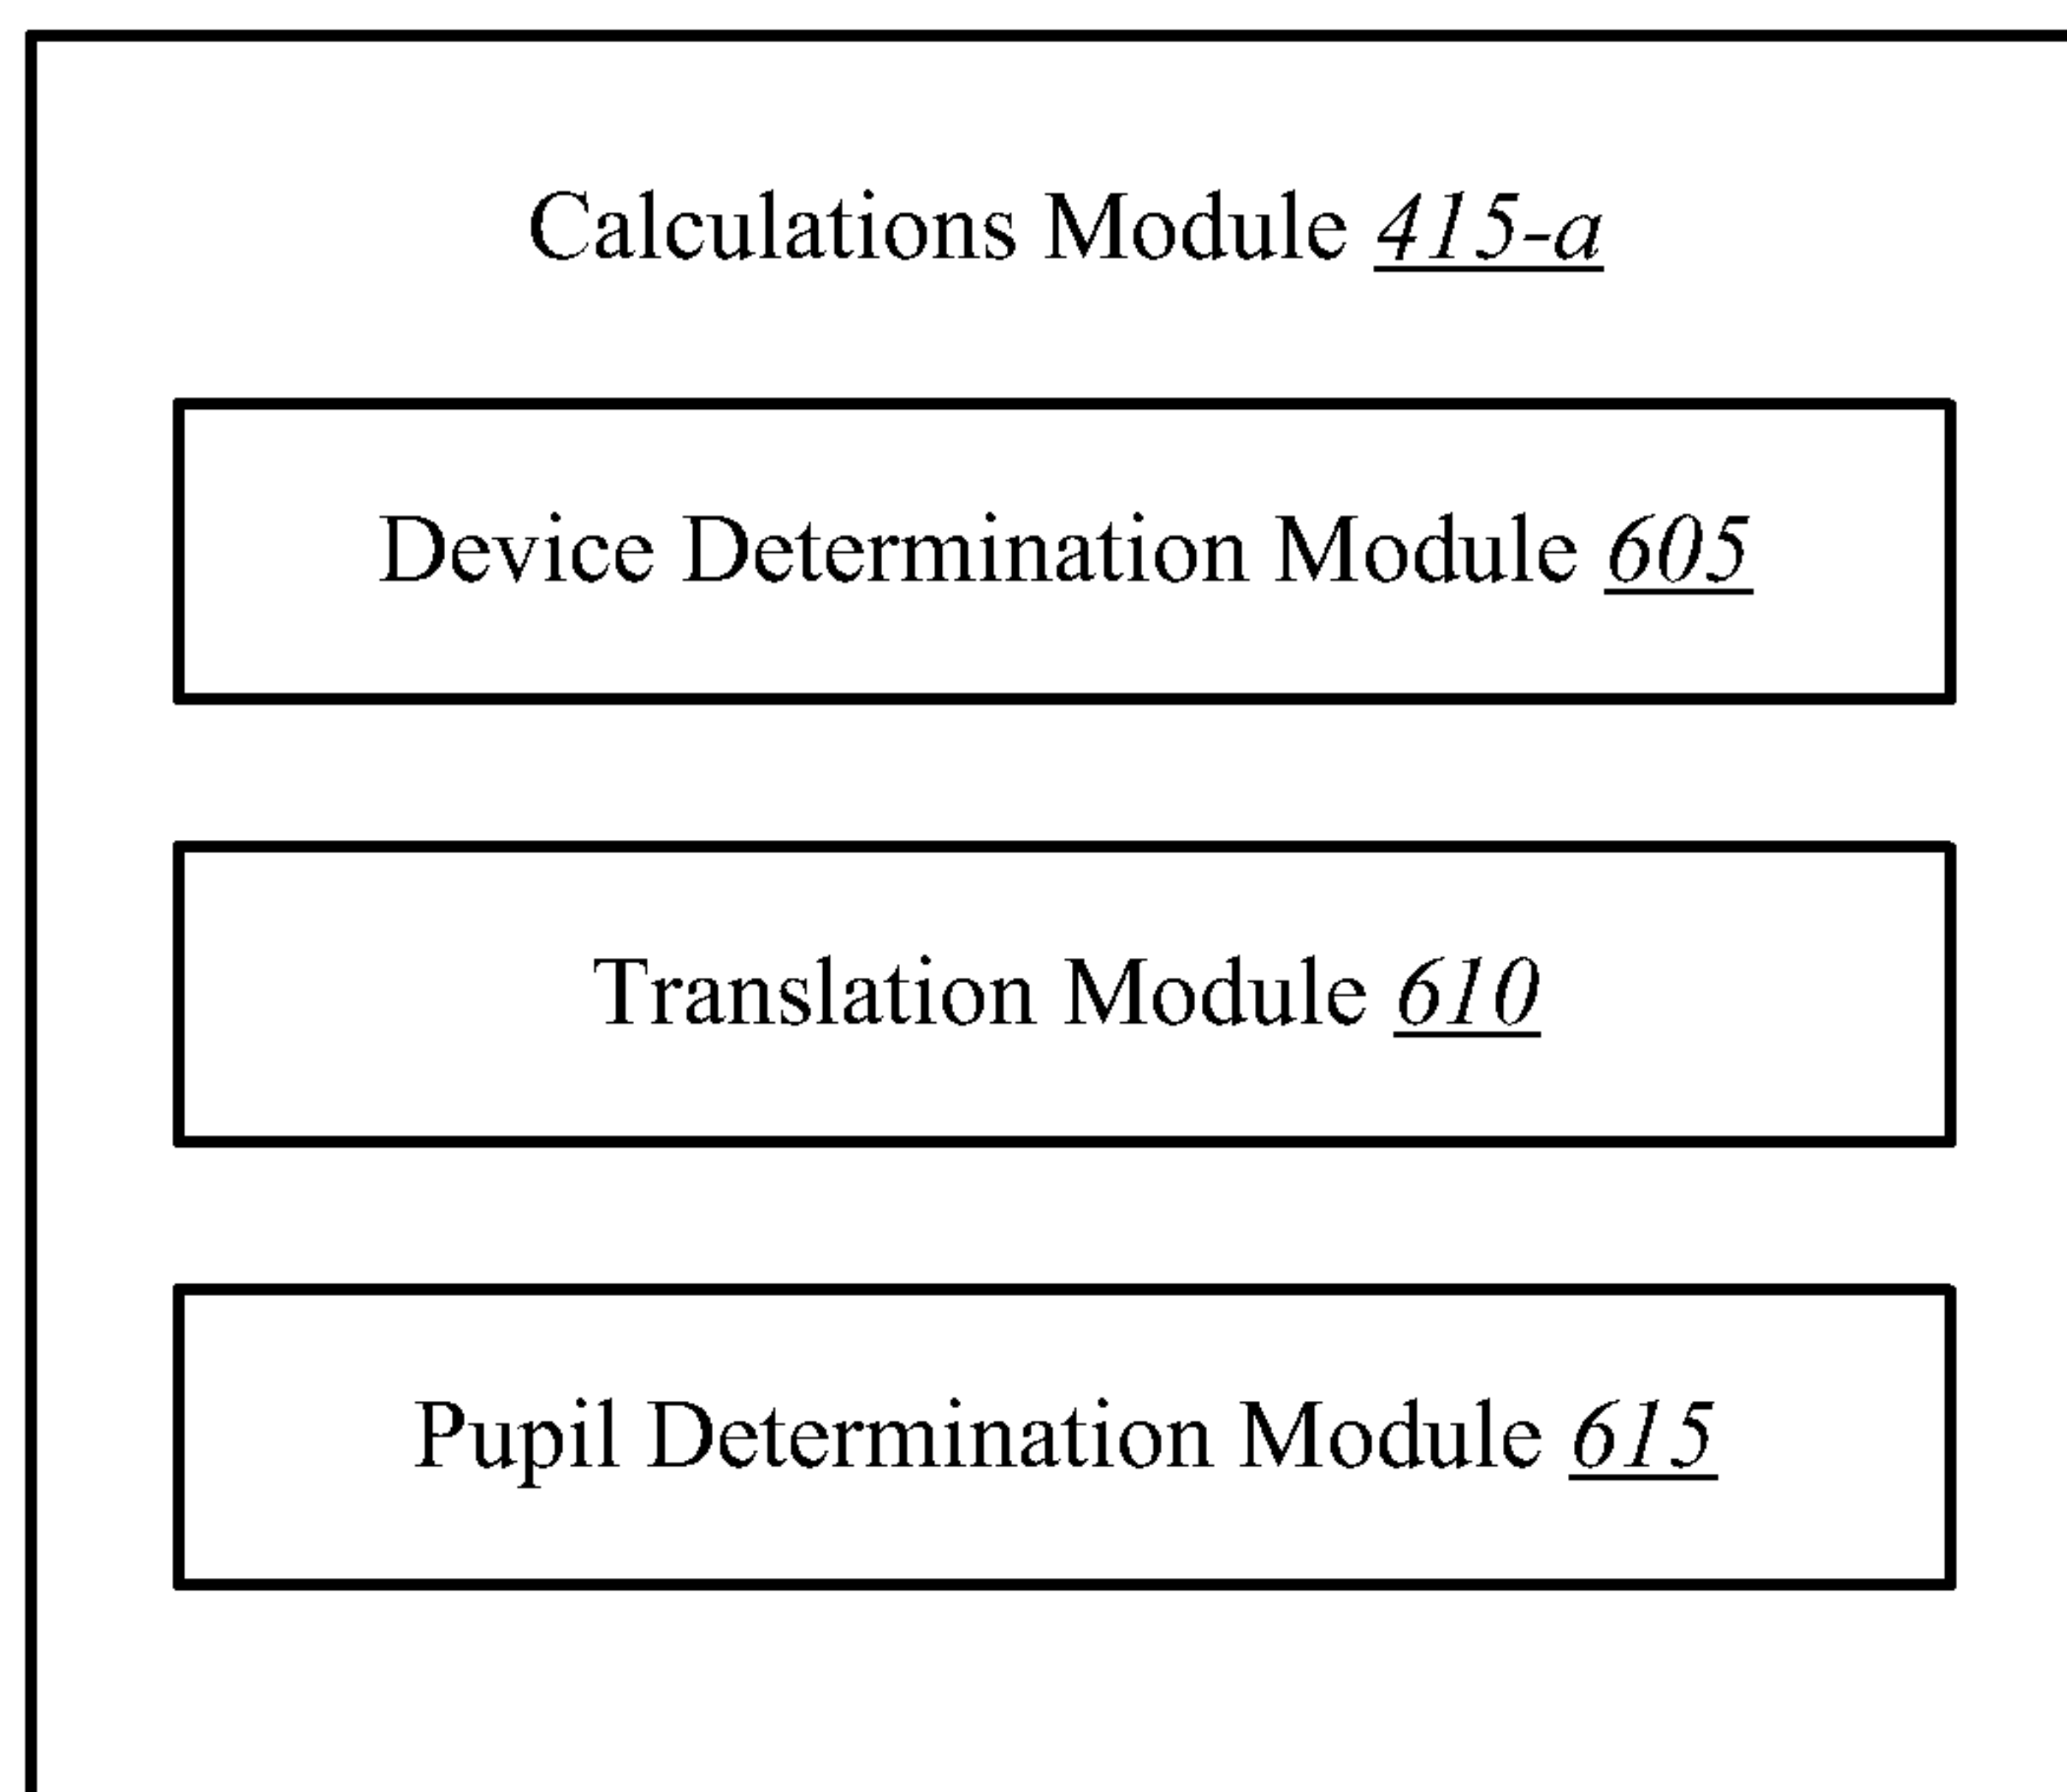 Calculations Module 415-a
Device Determination Module 605
Translation Module 610
Pupil Determination Module 615